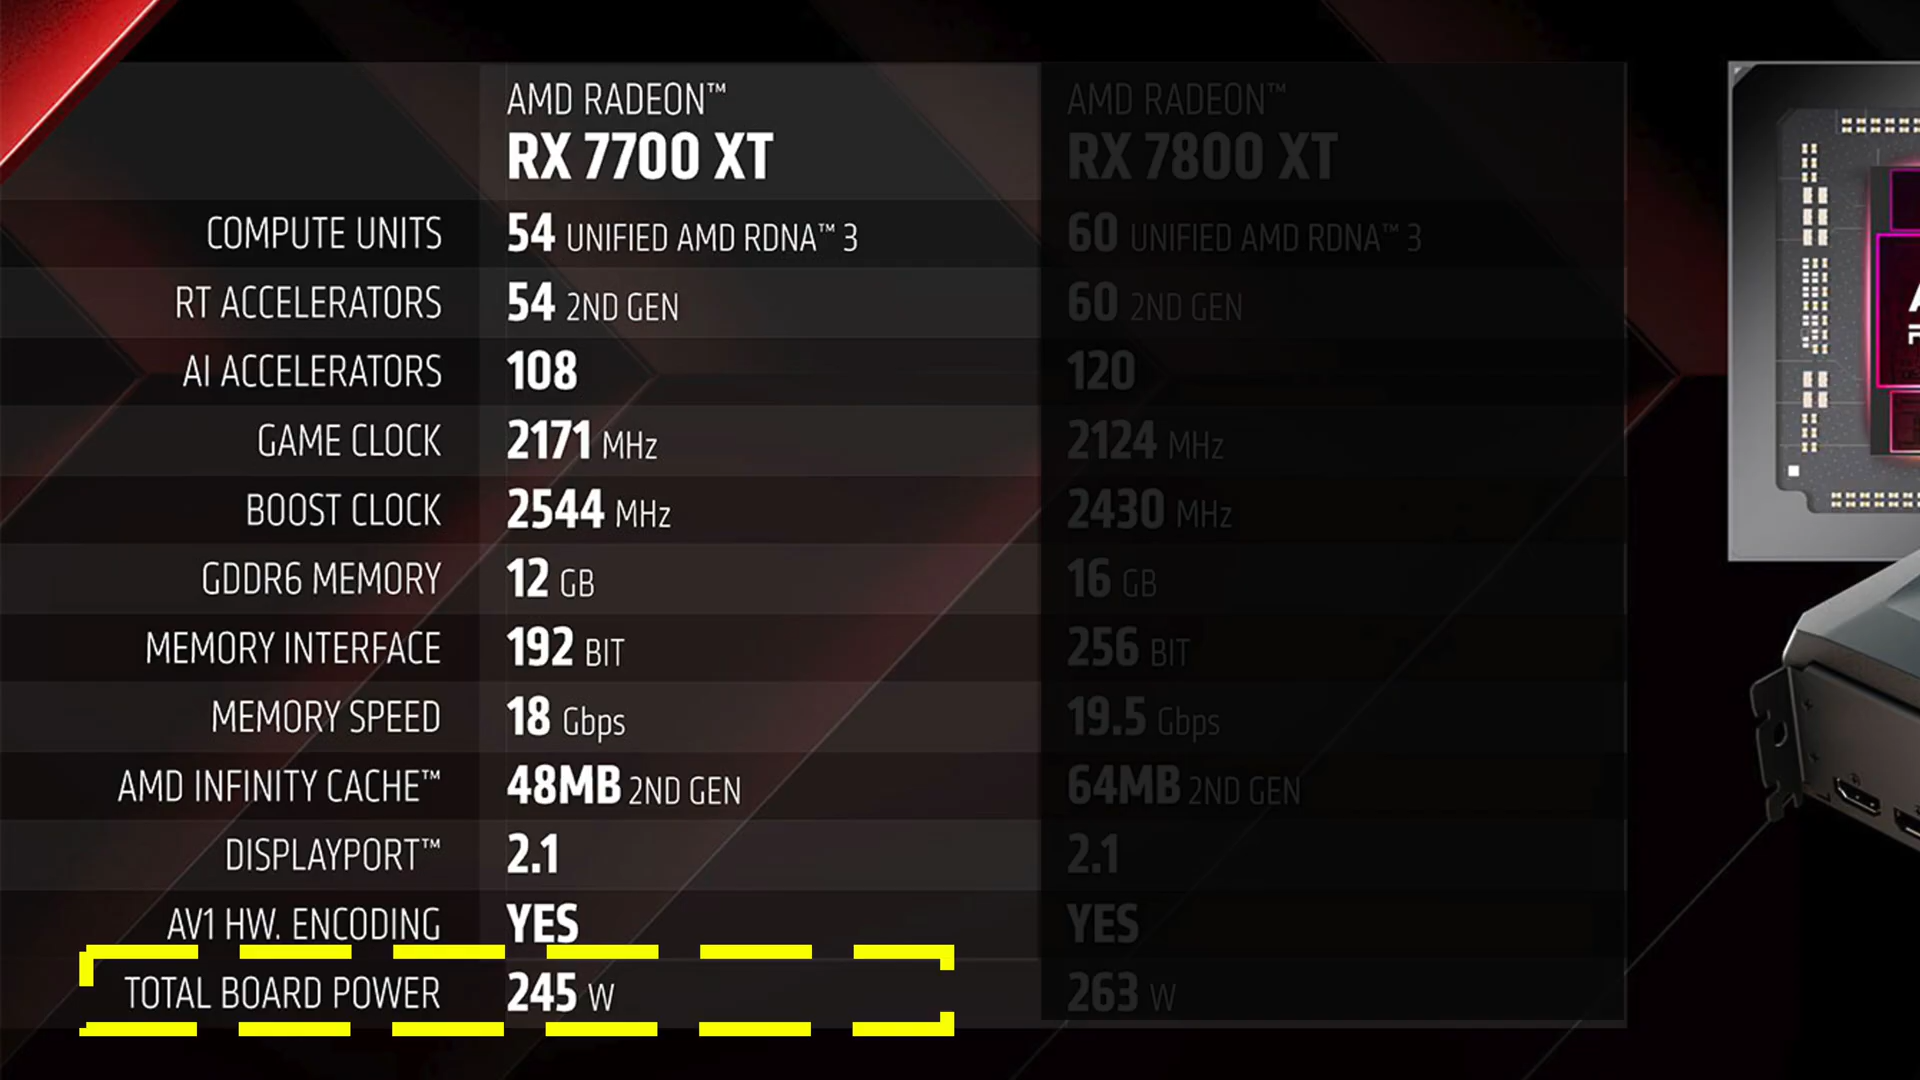 AMD RADEON™ AMD RADEON™
RX 7700 XT RX 7800 XT
COMPUTE UNITS 54 UNIFIED AMD RDNA™ 3 60 UNIFIED AMD RDNA™ 3
RT ACCELERATORS 54 2ND GEN 60 2ND GEN
AI ACCELERATORS 108 120
GAME CLOCK 2171 MHz 2124 MHz
BOOST CLOCK 2544 MHz 2430 MHz
GDDR6 MEMORY 12 GB 16 GB
MEMORY INTERFACE 192 BIT 256 BIT
MEMORY SPEED 18 Gbps 19.5 Gbps
AMD INFINITY CACHE™ 48MB 2ND GEN 64MB 2ND GEN
DISPLAYPORT™ 2.1 2.1
AV1 HW. ENCODING YES YES
TOTAL BOARD POWER 245 W 263 W